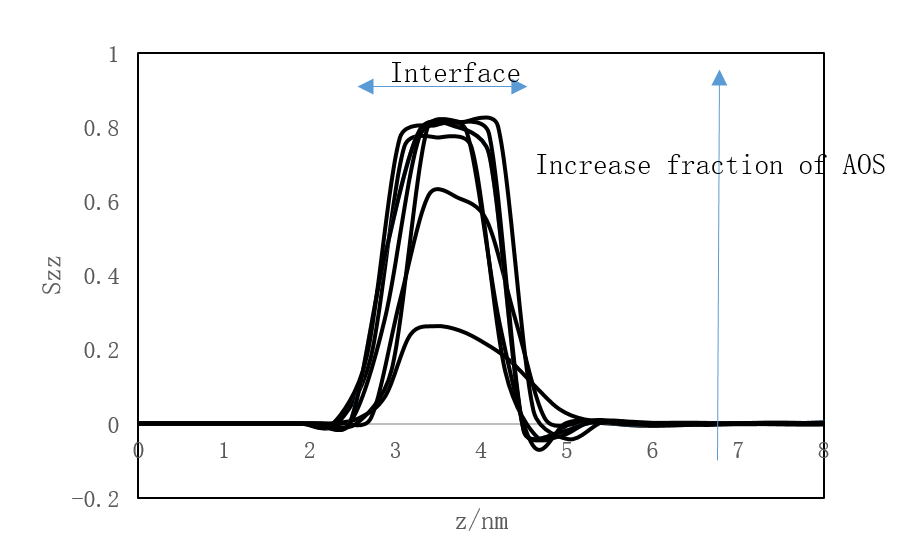 1
Interface
0.8
Increase fraction of AOS
0.6
Szz
0.4
0.2
0
0 1 2 3 4 5 6 7 8
-0.2
z/nm